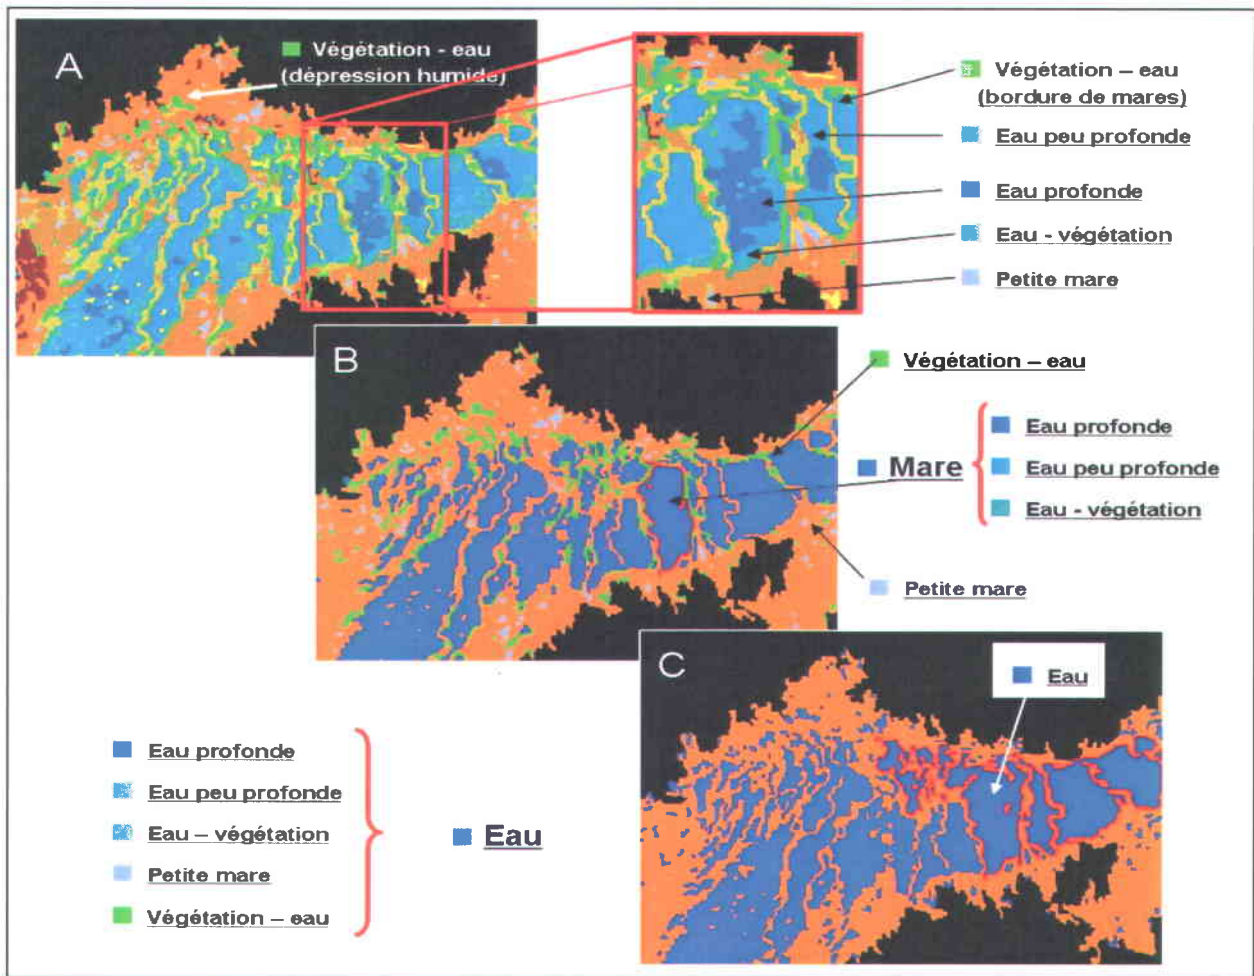 A
Végétation - eau
(dépression humide)
Végétation – eau
(bordure de mares)
Eau peu profonde
Eau profonde
Eau - végétation
Petite mare
B
Végétation – eau
Mare
Eau profonde
Eau peu profonde
Eau - végétation
Petite mare
C
Eau
Eau profonde
Eau peu profonde
Eau – végétation
Petite mare
Végétation – eau
Eau